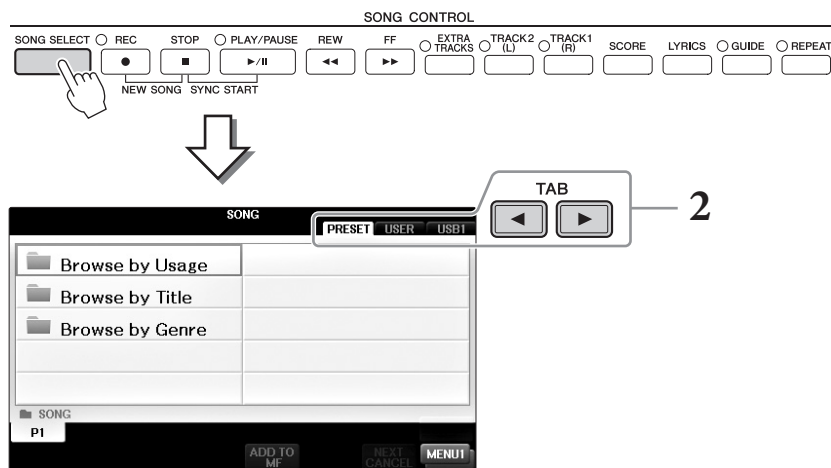 SONG CONTROL
SONG SELECT REC STOP PLAY/PAUSE REW FF EXTRA TRACKS TRACK2 (L) TRACK1 (R) SCORE LYRICS GUIDE REPEAT
NEW SONG SYNC START
TAB
2
SONG
PRESET USER USB1
Browse by Usage
Browse by Title
Browse by Genre
SONG
P1
ADD TO MF NEXT CANCEL MENU1